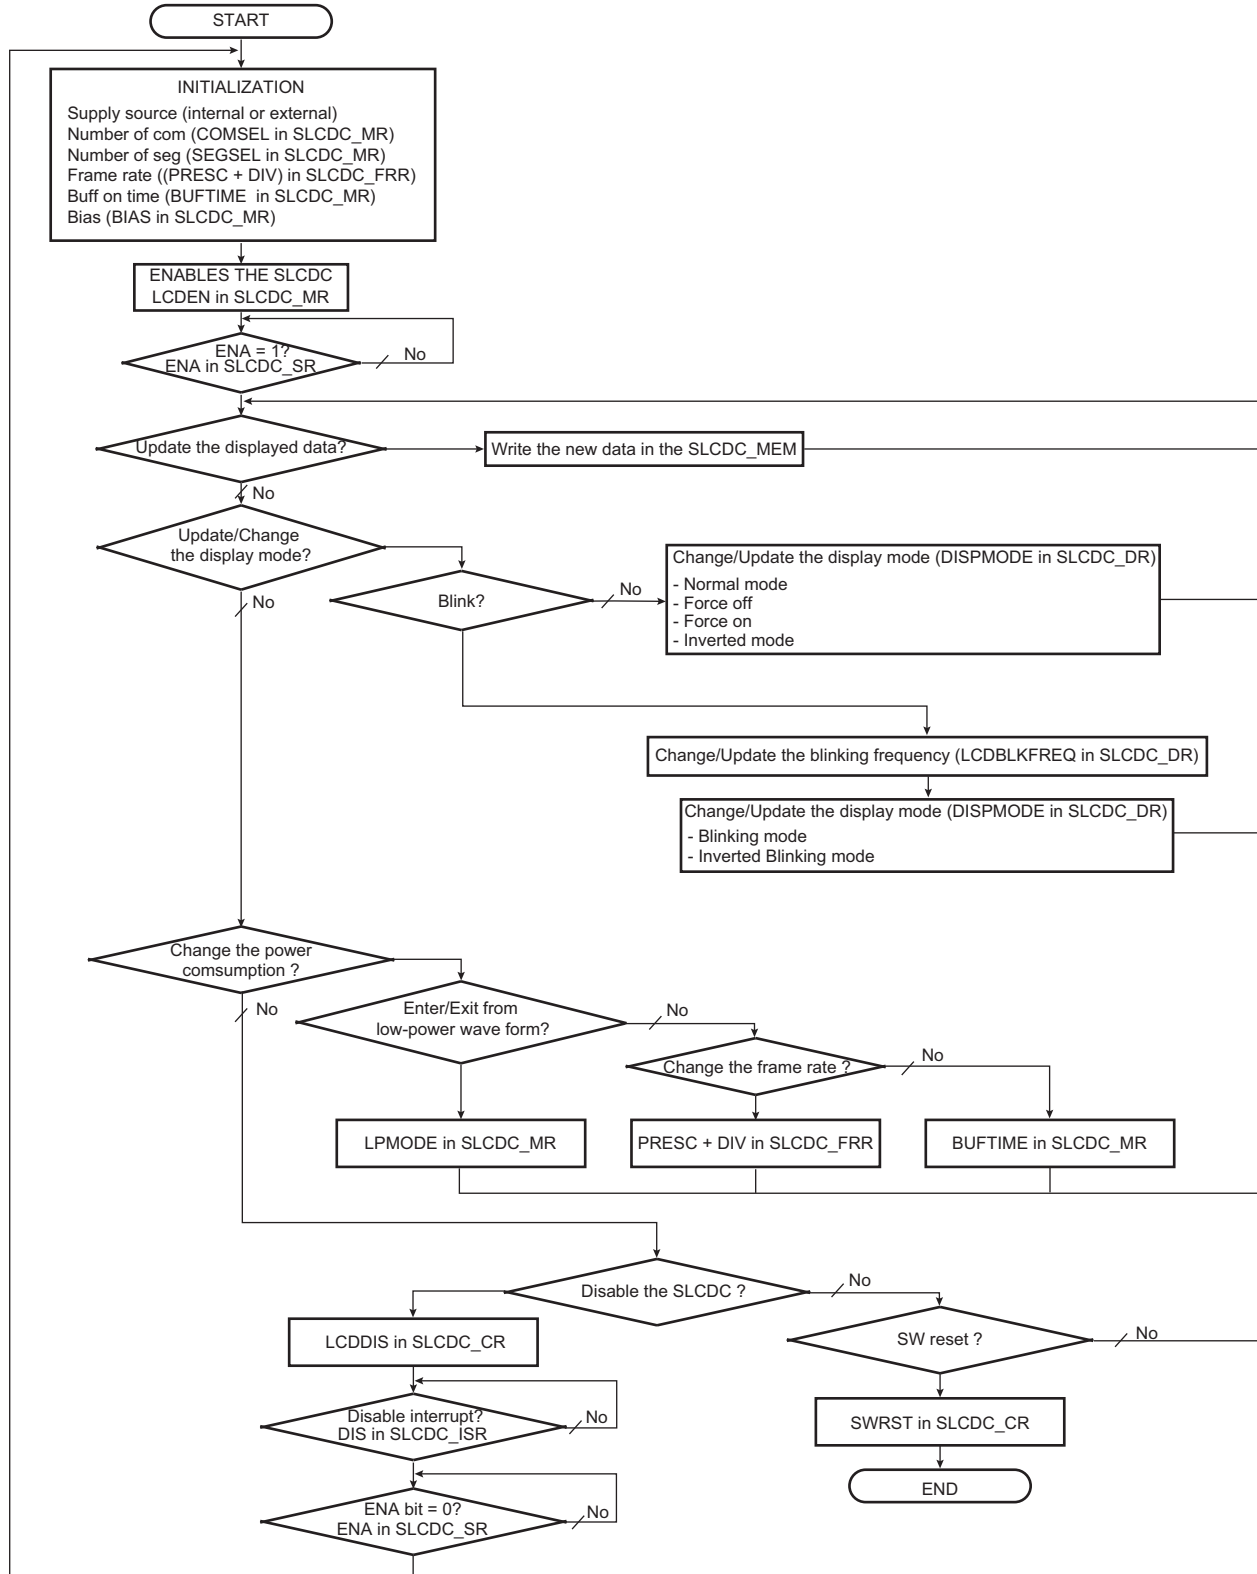 START
INITIALIZATION
Supply source (internal or external)
Number of com (COMSEL in SLCDC_MR)
Number of seg (SEGSEL in SLCDC_MR)
Frame rate ((PRESC + DIV) in SLCDC_FRR)
Buff on time (BUFTIME in SLCDC_MR)
Bias (BIAS in SLCDC_MR)
ENABLES THE SLCDC
LCDEN in SLCDC_MR
ENA = 1?
ENA in SLCDC_SR
No
Update the displayed data?
Write the new data in the SLCDC_MEM
No
Update/Change
the display mode?
No
Blink?
No
Change/Update the display mode (DISPMODE in SLCDC_DR)
- Normal mode
- Force off
- Force on
- Inverted mode
Change/Update the blinking frequency (LCDBLKFREQ in SLCDC_DR)
Change/Update the display mode (DISPMODE in SLCDC_DR)
- Blinking mode
- Inverted Blinking mode
Change the power
comsumption ?
No
Enter/Exit from
low-power wave form?
No
Change the frame rate ?
No
LPMODE in SLCDC_MR
PRESC + DIV in SLCDC_FRR
BUFTIME in SLCDC_MR
Disable the SLCDC ?
No
LCDDIS in SLCDC_CR
SW reset ?
No
Disable interrupt?
DIS in SLCDC_ISR
No
SWRST in SLCDC_CR
END
ENA bit = 0?
ENA in SLCDC_SR
No